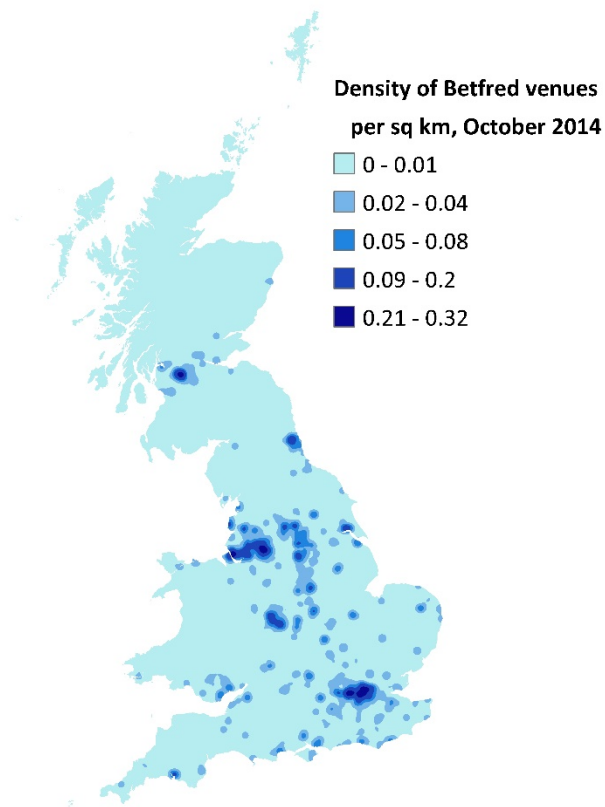 Density of Betfred venues
per sq km, October 2014
0 - 0.01
0.02 - 0.04
0.05 - 0.08
0.09 - 0.2
0.21 - 0.32